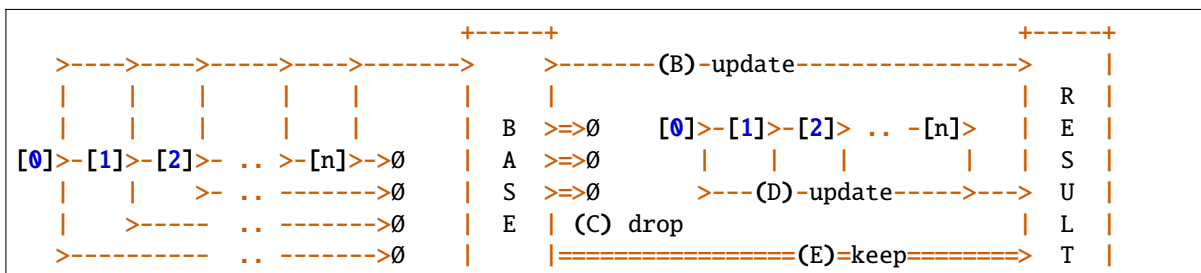 +------+                                       +------+
    >----->----->------>----->-------->      >-------(B)-update------------------>      |
    |     |     |      |     |         |      |                                       |  R   |
    |     |     |      |     |         |  B   >=>Ø     [0]>-[1]>-[2]> .. -[n]>        |  E   |
[0]>-[1]>-[2]>- .. >-[n]>->Ø     |  A   >=>Ø         |     |     |          |    |  S   |
    |     |     >- .. ------->Ø     |  S   >=>Ø         >---(D)-update----->--->  U   |
    |     >----- .. ------->Ø     |  E   | (C) drop                             |  L   |
    >---------- .. ------->Ø     |      |=================(E)=keep========>  T   |